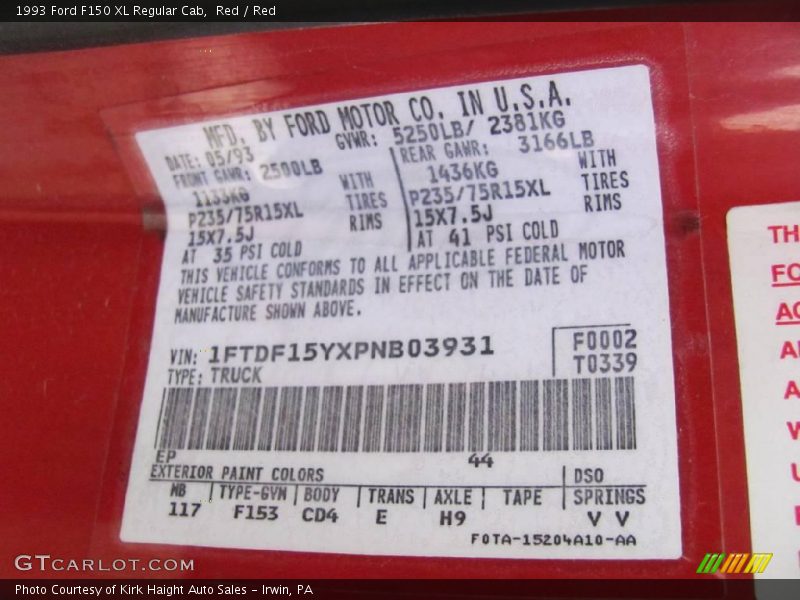 1993 Ford F150 XL Regular Cab,  Red / Red
MFD. BY FORD MOTOR CO. IN U.S.A.
DATE: 05/93 GVWR: 5250LB/ 2381KG
FRONT GAWR: 2500LB REAR GAWR: 3166LB
1133KG WITH 1436KG WITH
P235/75R15XL TIRES P235/75R15XL TIRES
15X7.5J RIMS 15X7.5J RIMS
AT 35 PSI COLD AT 41 PSI COLD
THIS VEHICLE CONFORMS TO ALL APPLICABLE FEDERAL MOTOR
VEHICLE SAFETY STANDARDS IN EFFECT ON THE DATE OF
MANUFACTURE SHOWN ABOVE.
VIN: 1FTDF15YXPNB03931 F0002
TYPE: TRUCK T0339
EP 44
EXTERIOR PAINT COLORS DSO
WB TYPE-GVW BODY TRANS AXLE TAPE SPRINGS
117 F153 CD4 E H9 V V
F0TA-15204A10-AA
TH
FO
AC
GTCARLOT.COM
Photo Courtesy of Kirk Haight Auto Sales - Irwin, PA